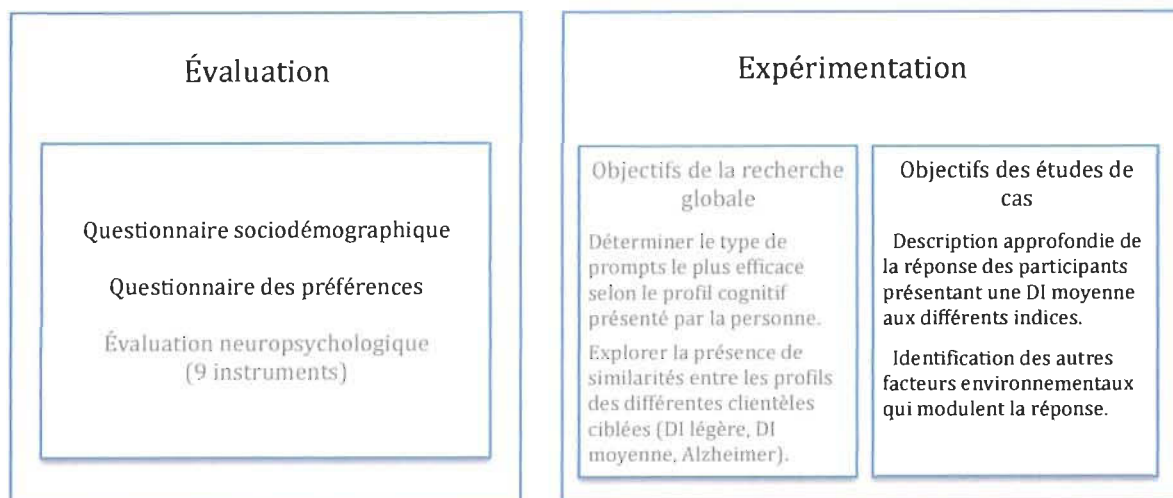 Évaluation
Questionnaire sociodémographique
Questionnaire des préférences
Évaluation neuropsychologique
(9 instruments)
Expérimentation
Objectifs de la recherche
globale
Déterminer le type de
prompts le plus efficace
selon le profil cognitif
présenté par la personne.
Explorer la présence de
similarités entre les profils
des différentes clientèles
ciblées (DI légère, DI
moyenne, Alzheimer).
Objectifs des études de
cas
Description approfondie de
la réponse des participants
présentant une DI moyenne
aux différents indices.
Identification des autres
facteurs environnementaux
qui modulent la réponse.